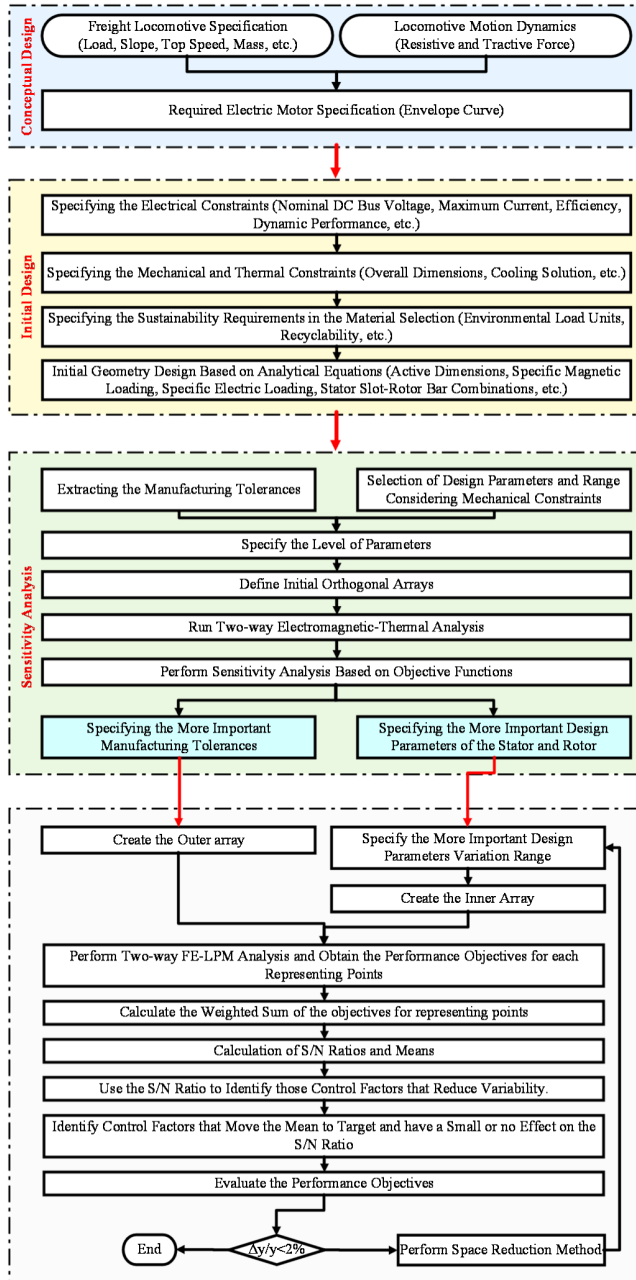 Conceptual Design
Freight Locomotive Specification
(Load, Slope, Top Speed, Mass, etc.)
Locomotive Motion Dynamics
(Resistive and Tractive Force)
Required Electric Motor Specification (Envelope Curve)
Initial Design
Specifying the Electrical Constraints (Nominal DC Bus Voltage, Maximum Current, Efficiency,
Dynamic Performance, etc.)
Specifying the Mechanical and Thermal Constraints (Overall Dimensions, Cooling Solution, etc.)
Specifying the Sustainability Requirements in the Material Selection (Environmental Load Units,
Recyclability, etc.)
Initial Geometry Design Based on Analytical Equations (Active Dimensions, Specific Magnetic
Loading, Specific Electric Loading, Stator Slot-Rotor Bar Combinations, etc.)
Sensitivity Analysis
Extracting the Manufacturing Tolerances
Selection of Design Parameters and Range
Considering Mechanical Constraints
Specify the Level of Parameters
Define Initial Orthogonal Arrays
Run Two-way Electromagnetic-Thermal Analysis
Perform Sensitivity Analysis Based on Objective Functions
Specifying the More Important
Manufacturing Tolerances
Specifying the More Important Design
Parameters of the Stator and Rotor
Create the Outer array
Specify the More Important Design
Parameters Variation Range
Create the Inner Array
Perform Two-way FE-LPM Analysis and Obtain the Performance Objectives for each
Representing Points
Calculate the Weighted Sum of the objectives for representing points
Calculation of S/N Ratios and Means
Use the S/N Ratio to Identify those Control Factors that Reduce Variability.
Identify Control Factors that Move the Mean to Target and have a Small or no Effect on the
S/N Ratio
Evaluate the Performance Objectives
End
Δy/y<2%
Perform Space Reduction Method